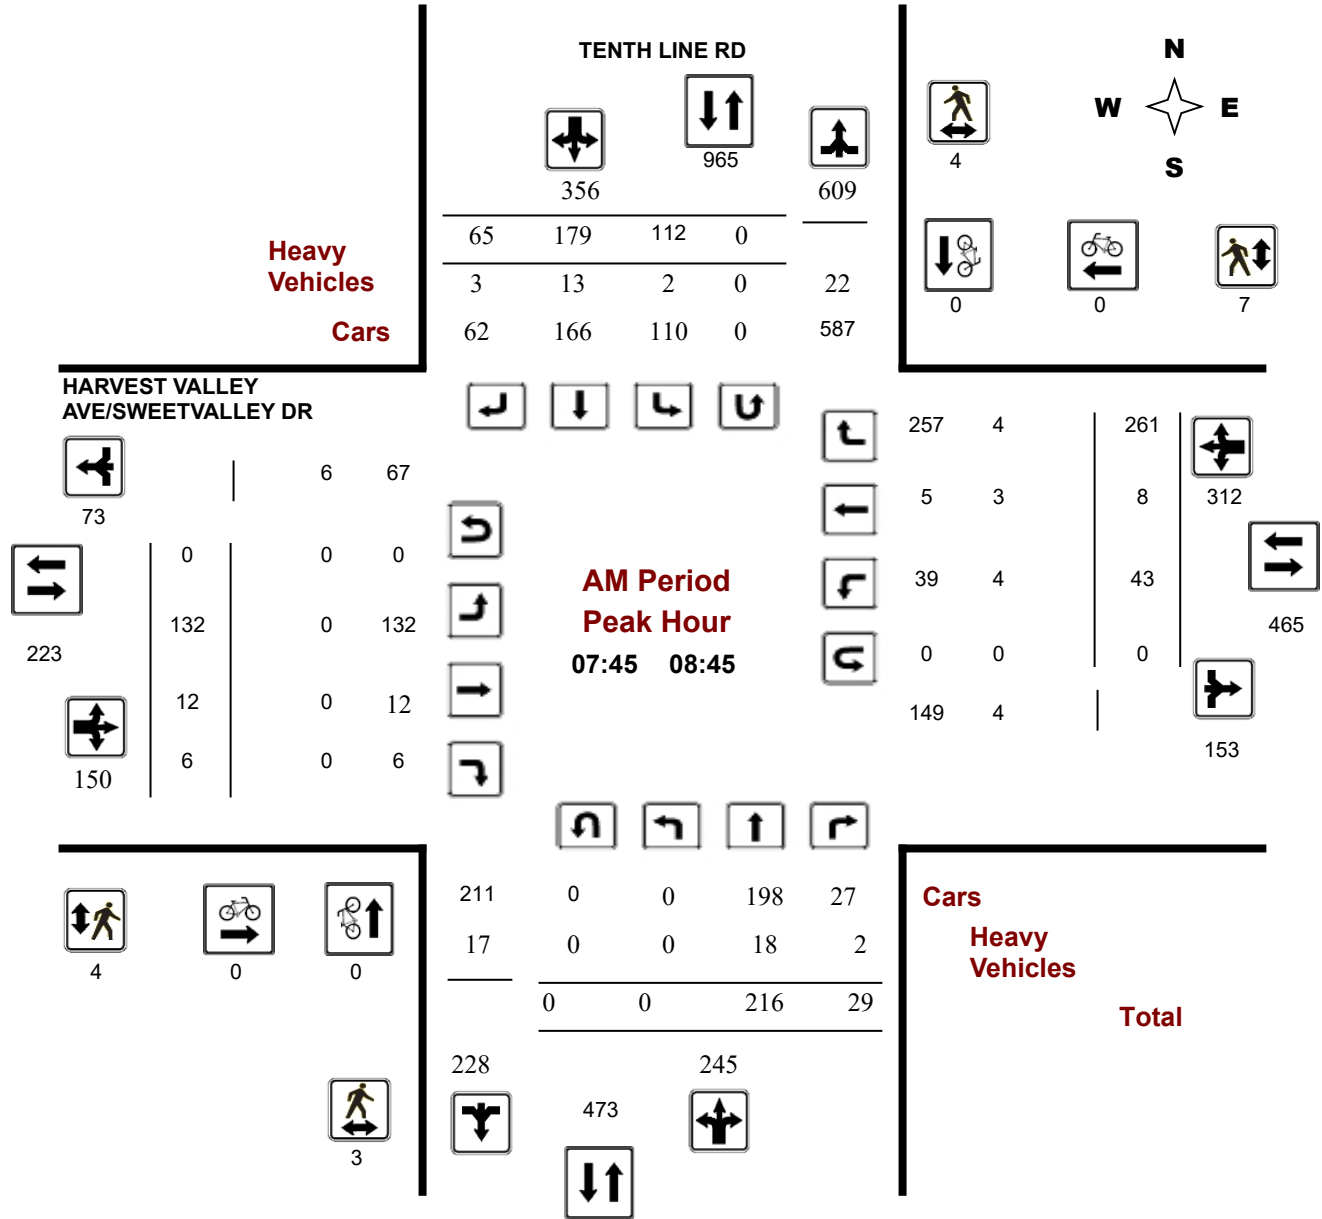 TENTH LINE RD
N
W E
S
965
4
356
609
65 179 112 0
Heavy
Vehicles
3 13 2 0 22
0 0 7
Cars
62 166 110 0 587
HARVEST VALLEY
AVE/SWEETVALLEY DR
257 4 261
6 67
73
5 3 8 312
0 0 0
AM Period
39 4 43
Peak Hour
132 0 132
465
223
07:45 08:45
0 0 0
12 0 12
149 4
153
6 0 6
150
211 0 0 198 27
Cars
17 0 0 18 2
Heavy
Vehicles
4 0 0
0 0 216 29
Total
228 245
473
3